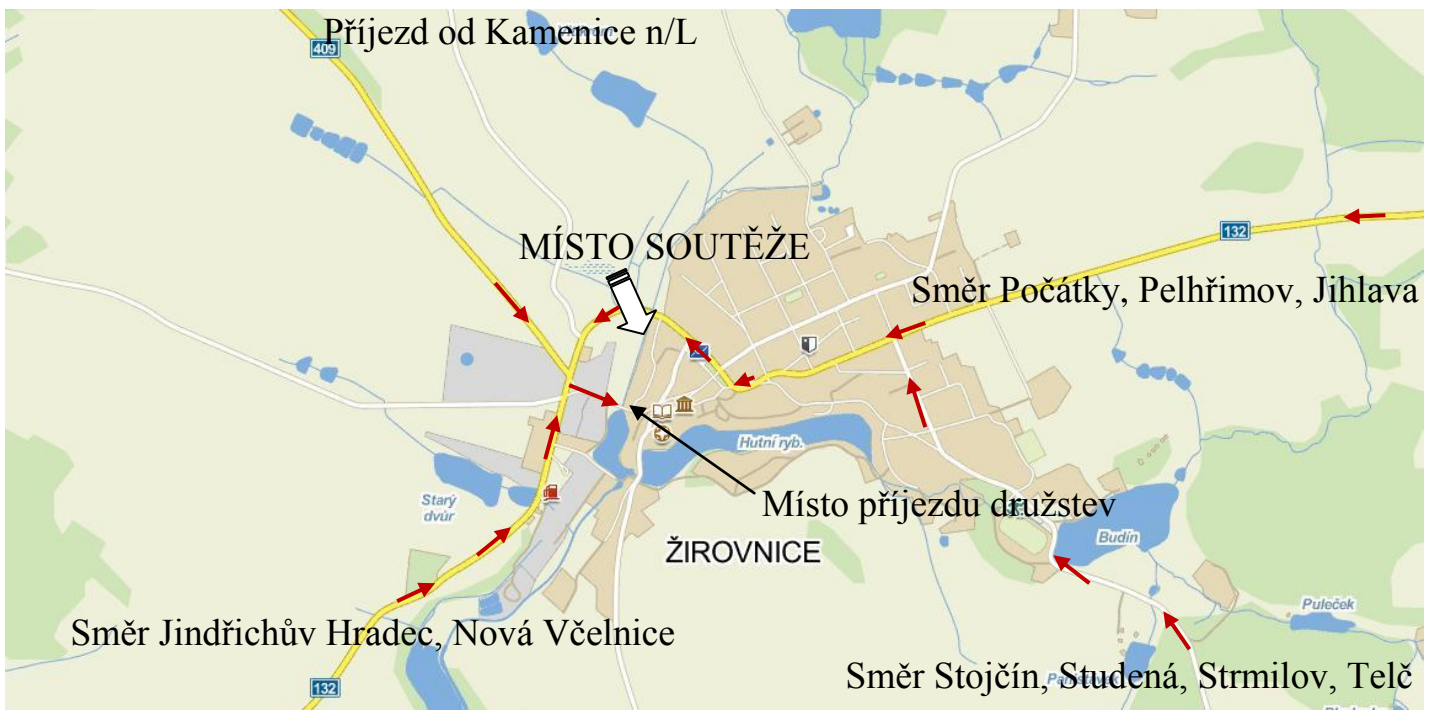 Příjezd od Kamenice n/L
409
MÍSTO SOUTĚŽE
132
Směr Počátky, Pelhřimov, Jihlava
Hutní ryb.
Starý
dvůr
Místo příjezdu družstev
Budín
ŽIROVNICE
Puleček
Směr Jindřichův Hradec, Nová Včelnice
Směr Stojčín, Studená, Strmilov, Telč
132